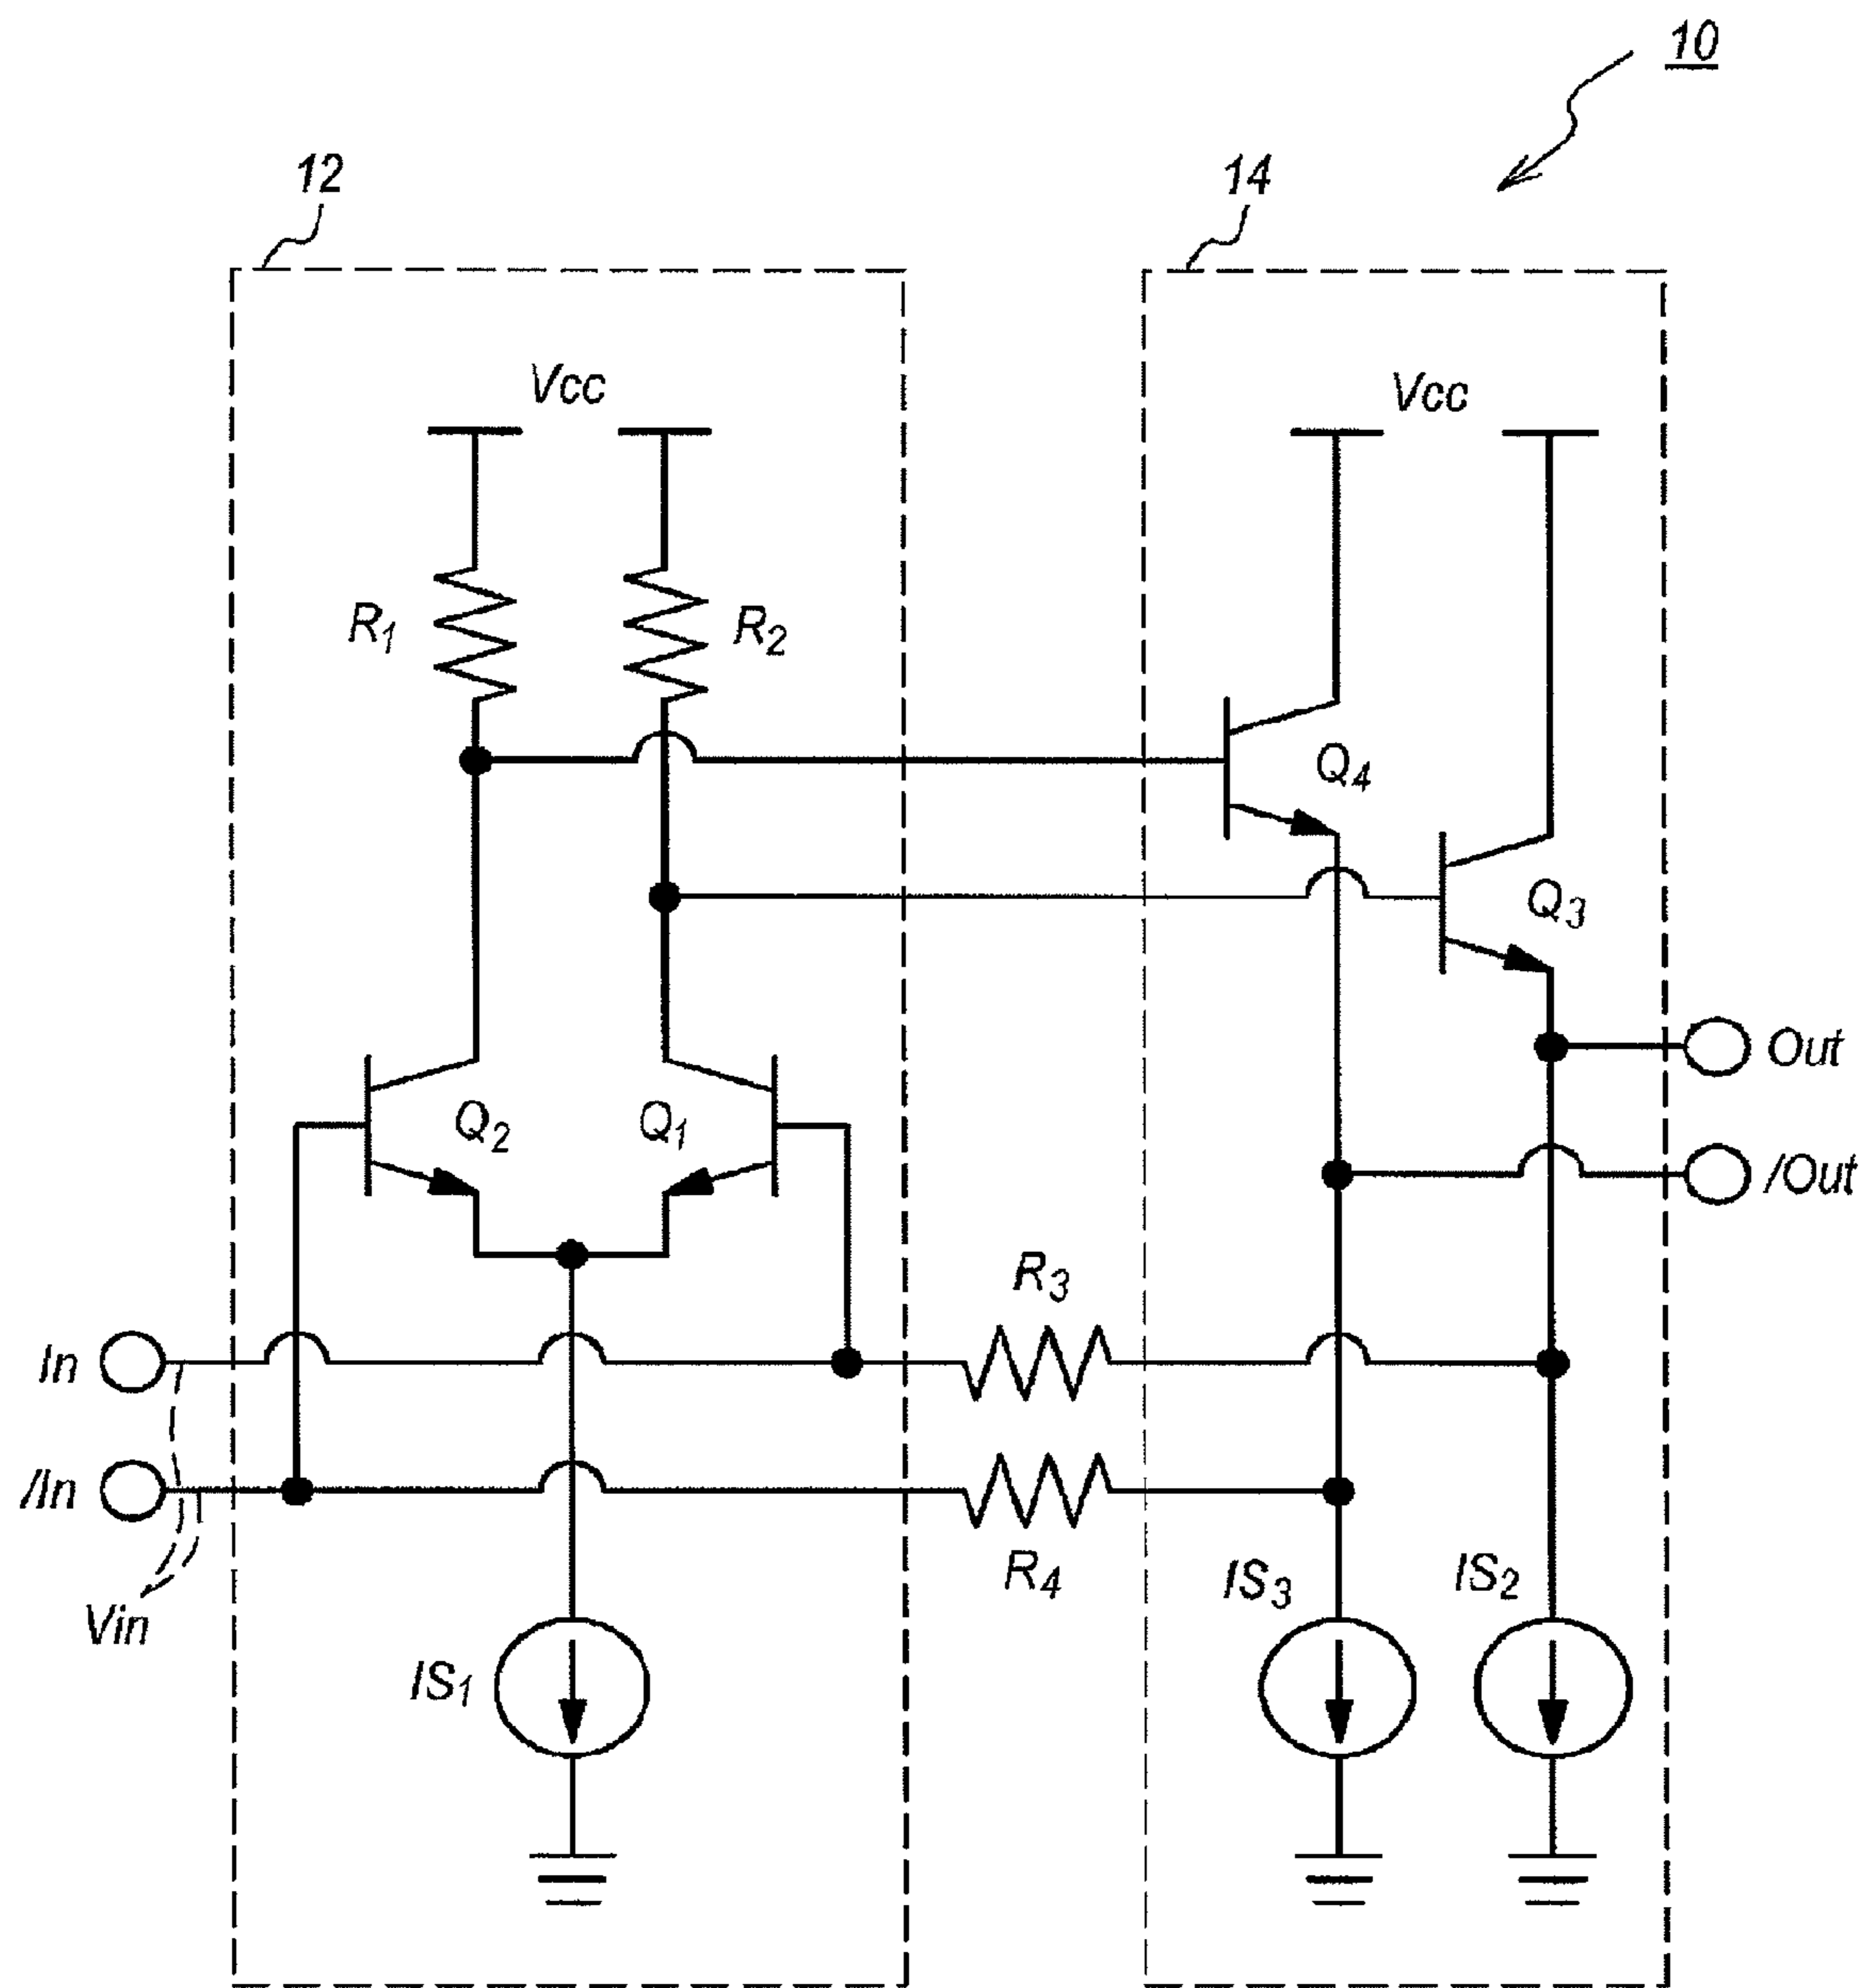 10
12
14
Vcc
Vcc
R1
R2
Q4
Q3
Out
Q2
Q1
/Out
R3
In
/In
R4
IS3
IS2
Vin
IS1